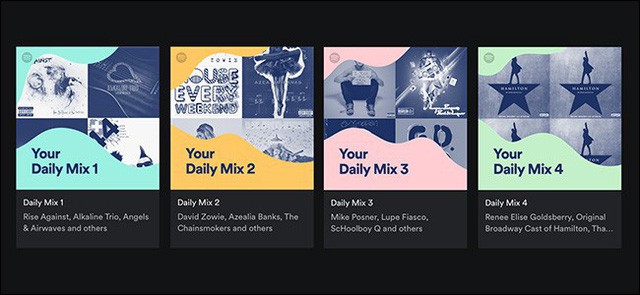 AINST
Your
Daily Mix 1
Daily Mix 1
Rise Against, Alkaline Trio, Angels
& Airwaves and others
ZOWIE
HOUSE
EVERY
WEEKEND
Your
Daily Mix 2
Daily Mix 2
David Zowie, Azealia Banks, The
Chainsmokers and others
Your
Daily Mix 3
Daily Mix 3
Mike Posner, Lupe Fiasco,
ScHoolboy Q and others
HAMILTON
HAMILTON
Your
Daily Mix 4
Daily Mix 4
Renee Elise Goldsberry, Original
Broadway Cast of Hamilton, Tha...